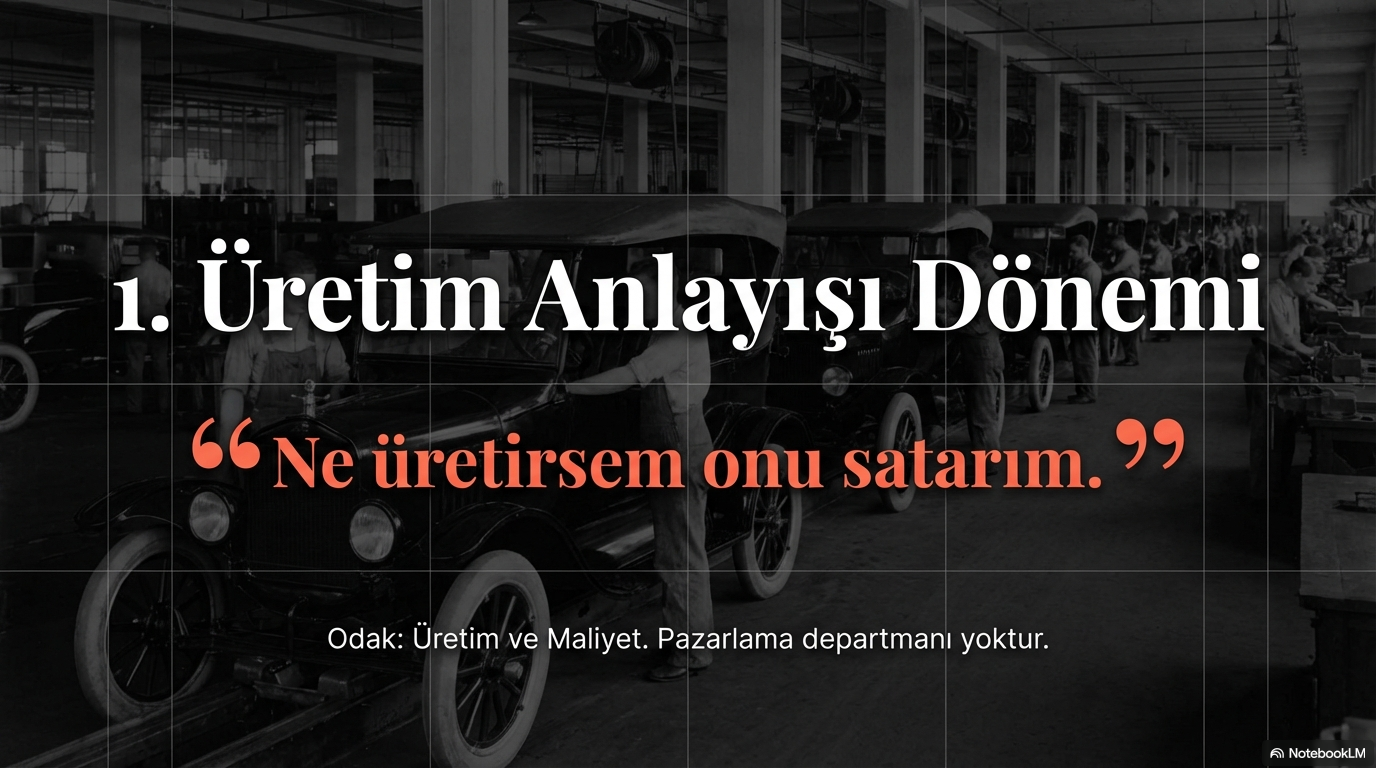 1. Üretim Anlayışı Dönemi
“Ne üretirsem onu satarım.”
Odak: Üretim ve Maliyet. Pazarlama departmanı yoktur.
NotebookLM